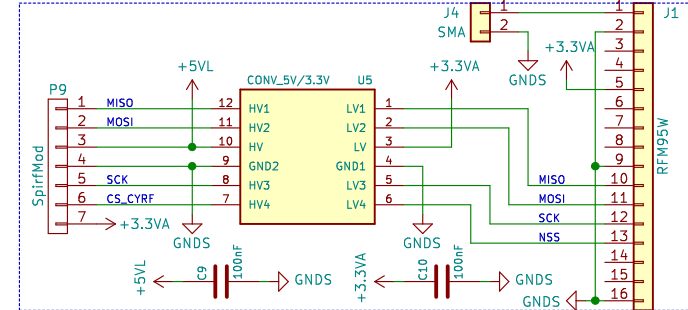 J4
1
2
SMA
J1
+3.3VA
GNDS
1
2
3
4
5
6
7
8
9
10
11
12
13
14
15
16
RFM95W
MISO
MOSI
SCK
NSS
GNDS
P9
SpirfMod
1
2
3
4
5
6
7
MISO
MOSI
SCK
CS_CYRF
+3.3VA
+5VL
GNDS
CONV_5V/3.3V
U5
12 HV1 LV1 1
11 HV2 LV2 2
10 HV LV 3
9 GND2 GND1 4
8 HV3 LV3 5
7 HV4 LV4 6
+3.3VA
GNDS
+5VL
C9
100nF
GNDS
+3.3VA
C10
100nF
GNDS